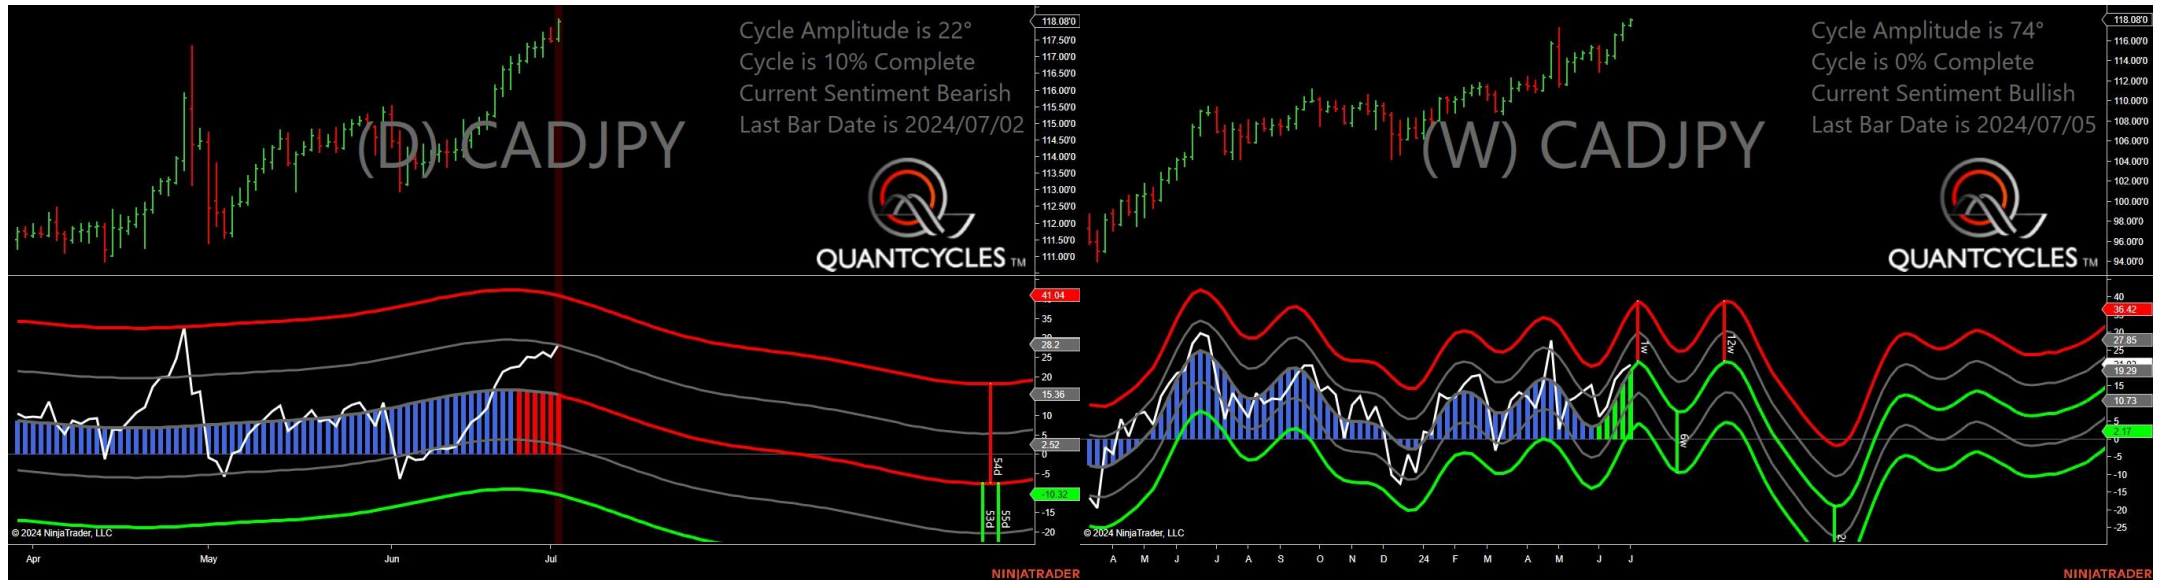 Cycle Amplitude is 22°
Cycle is 10% Complete
Current Sentiment Bearish
Last Bar Date is 2024/07/02
(D) CADJPY
QUANTCYCLES TM
118.08'0
117.50'0
117.00'0
116.50'0
116.00'0
115.50'0
115.00'0
114.50'0
114.00'0
113.50'0
113.00'0
112.50'0
112.00'0
111.50'0
111.00'0
41.04
35
28.2
25
20
15.36
10
5
2.52
0
-5
-10.32
-15
-20
54d
53d
55d
© 2024 NinjaTrader, LLC
Apr
May
Jun
Jul
NINJATRADER
Cycle Amplitude is 74°
Cycle is 0% Complete
Current Sentiment Bullish
Last Bar Date is 2024/07/05
(W) CADJPY
QUANTCYCLES TM
118.08'0
116.00'0
114.00'0
112.00'0
110.00'0
108.00'0
106.00'0
104.00'0
102.00'0
100.00'0
98.00'0
96.00'0
94.00'0
40
36.42
27.85
25
19.29
15
10.73
5
2.17
0
-5
-10
-15
-20
-25
1w
12w
6w
© 2024 NinjaTrader, LLC
A M J J A S O N D 24 F M A M J J
NINJATRADER